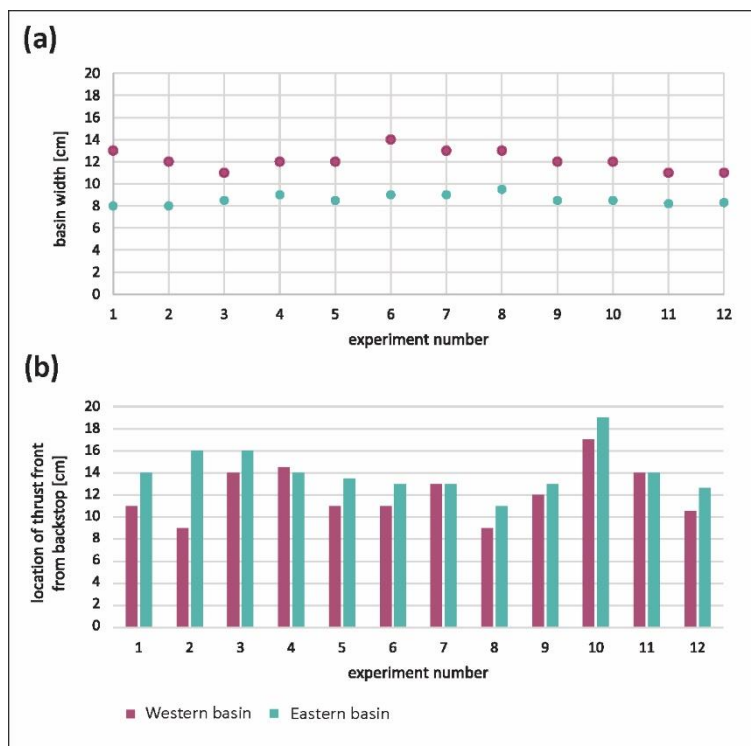 (a)
20
18
16
14
12
10
8
6
4
2
0
basin width [cm]
1 2 3 4 5 6 7 8 9 10 11 12
experiment number
(b)
20
18
16
14
12
10
8
6
4
2
0
location of thrust front
from backstop [cm]
1 2 3 4 5 6 7 8 9 10 11 12
experiment number
Western basin Eastern basin